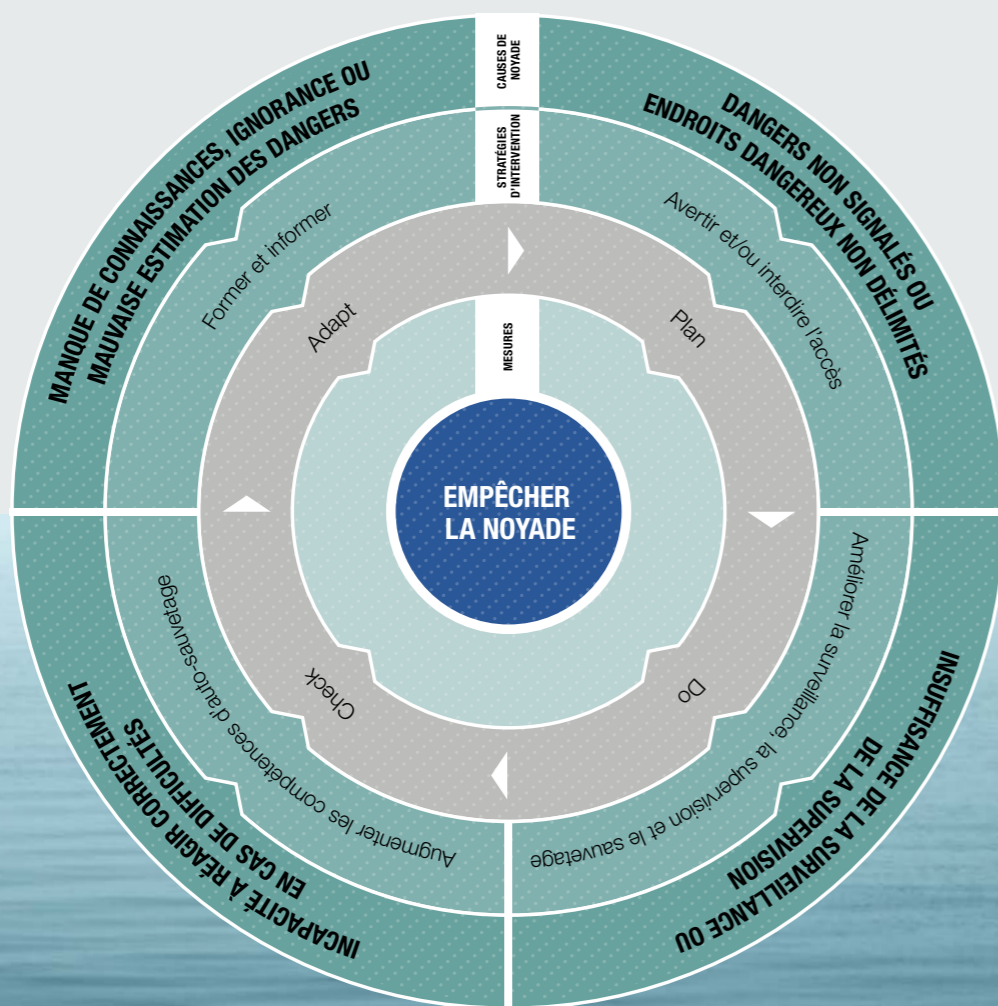 CAUSES DE
NOYADE
STRATÉGIES
D'INTERVENTION
MESURES
EMPÊCHER
LA NOYADE
MANQUE DE CONNAISSANCES, IGNORANCE OU
MAUVAISE ESTIMATION DES DANGERS
Former et informer
Adapt
DANGERS NON SIGNALÉS OU
ENDROITS DANGEREUX NON DÉLIMITÉS
Avertir et/ou interdire l'accès
Plan
INSUFFISANCE DE LA SURVEILLANCE OU
DE LA SUPERVISION
Améliorer la surveillance, la supervision et le sauvetage
Do
INCAPACITÉ À RÉAGIR CORRECTEMENT
EN CAS DE DIFFICULTÉS
Augmenter les compétences d'auto-sauvetage
Check